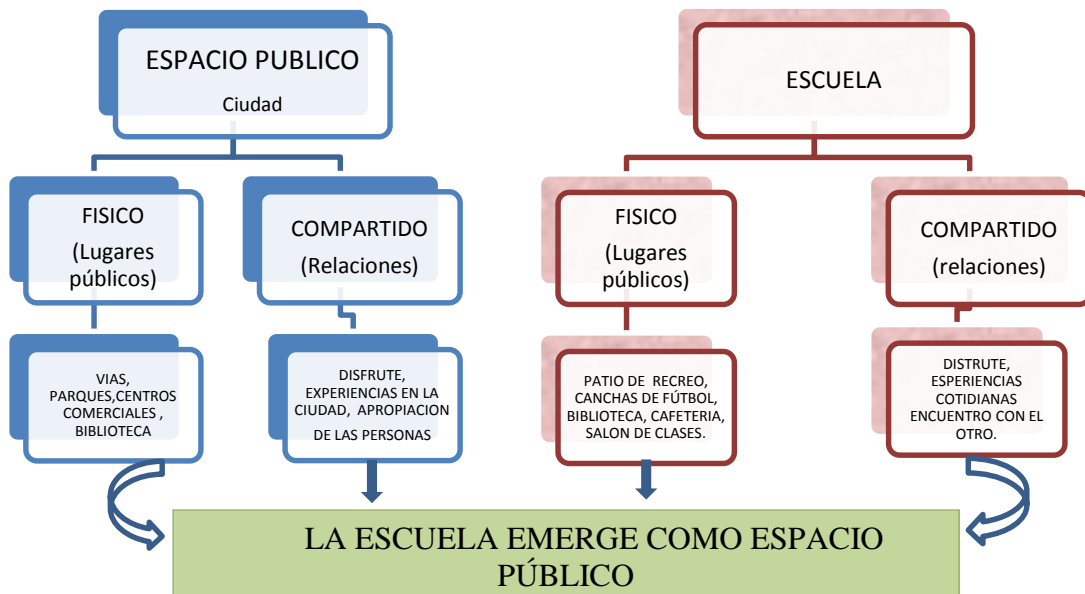 ESPACIO PUBLICO
Ciudad
ESCUELA
FISICO
(Lugares
públicos)
COMPARTIDO
(Relaciones)
FISICO
(Lugares
públicos)
COMPARTIDO
(relaciones)
VIAS,
PARQUES,CENTROS
COMERCIALES ,
BIBLIOTECA
DISFRUTE,
EXPERIENCIAS EN LA
CIUDAD, APROPIACION
DE LAS PERSONAS
PATIO DE RECREO,
CANCHAS DE FÚTBOL,
BIBLIOTECA, CAFETERIA,
SALON DE CLASES.
DISTRUTE,
ESPERIENCIAS
COTIDIANAS
ENCUENTRO CON EL
OTRO.
LA ESCUELA EMERGE COMO ESPACIO
PÚBLICO